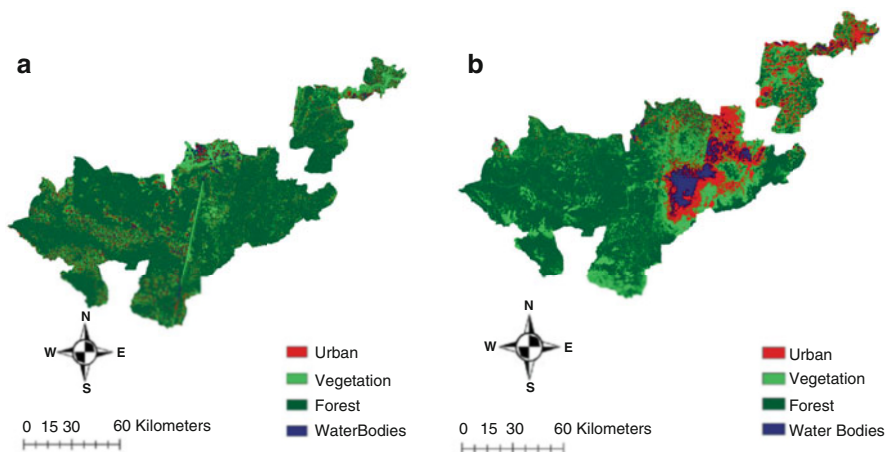 a
N
W E
S
Urban
Vegetation
Forest
WaterBodies
0 15 30 60 Kilometers
b
N
W E
S
Urban
Vegetation
Forest
Water Bodies
0 15 30 60 Kilometers